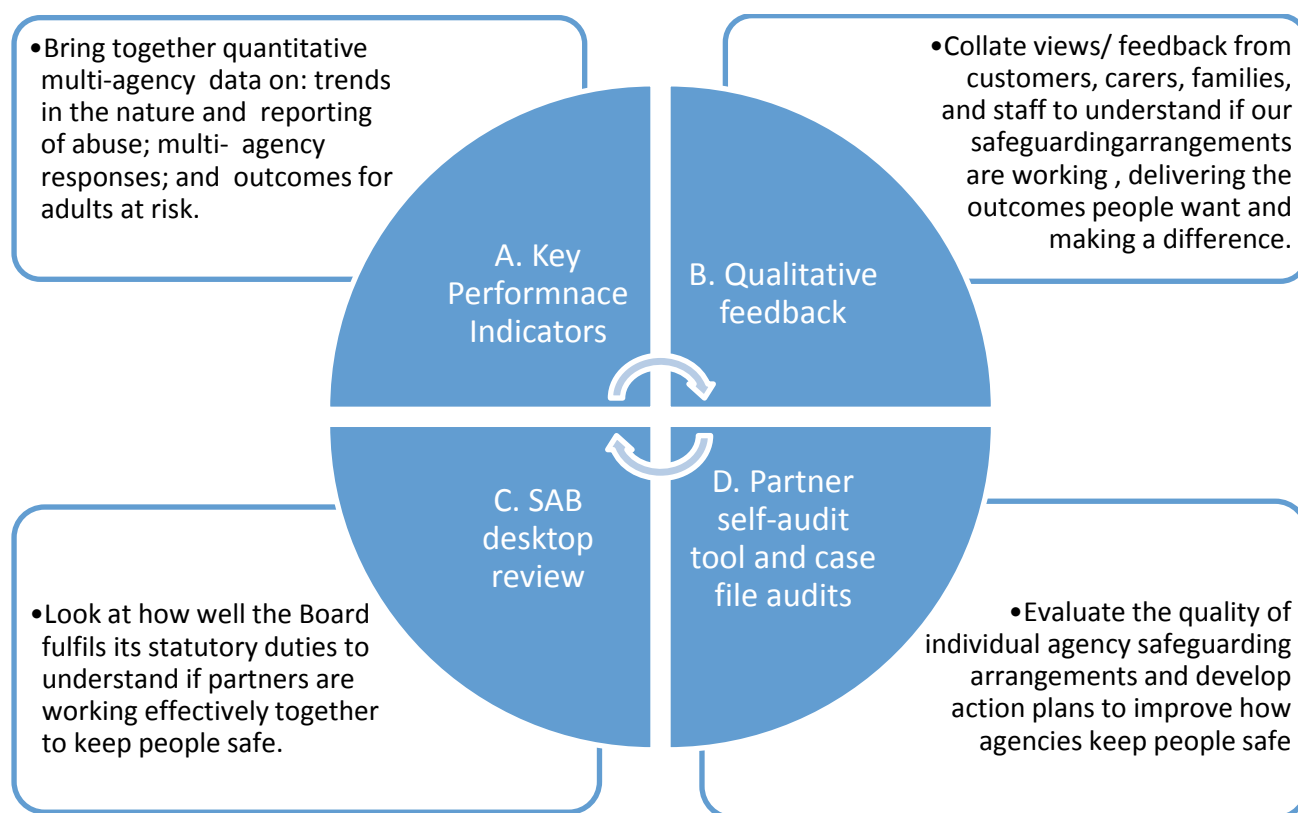 •Bring together quantitative
multi-agency data on: trends
in the nature and reporting
of abuse; multi- agency
responses; and outcomes for
adults at risk.
•Collate views/ feedback from
customers, carers, families,
and staff to understand if our
safeguardingarrangements
are working , delivering the
outcomes people want and
making a difference.
A. Key
Performnace
Indicators
B. Qualitative
feedback
C. SAB
desktop
review
D. Partner
self-audit
tool and case
file audits
•Look at how well the Board
fulfils its statutory duties to
understand if partners are
working effectively together
to keep people safe.
•Evaluate the quality of
individual agency safeguarding
arrangements and develop
action plans to improve how
agencies keep people safe